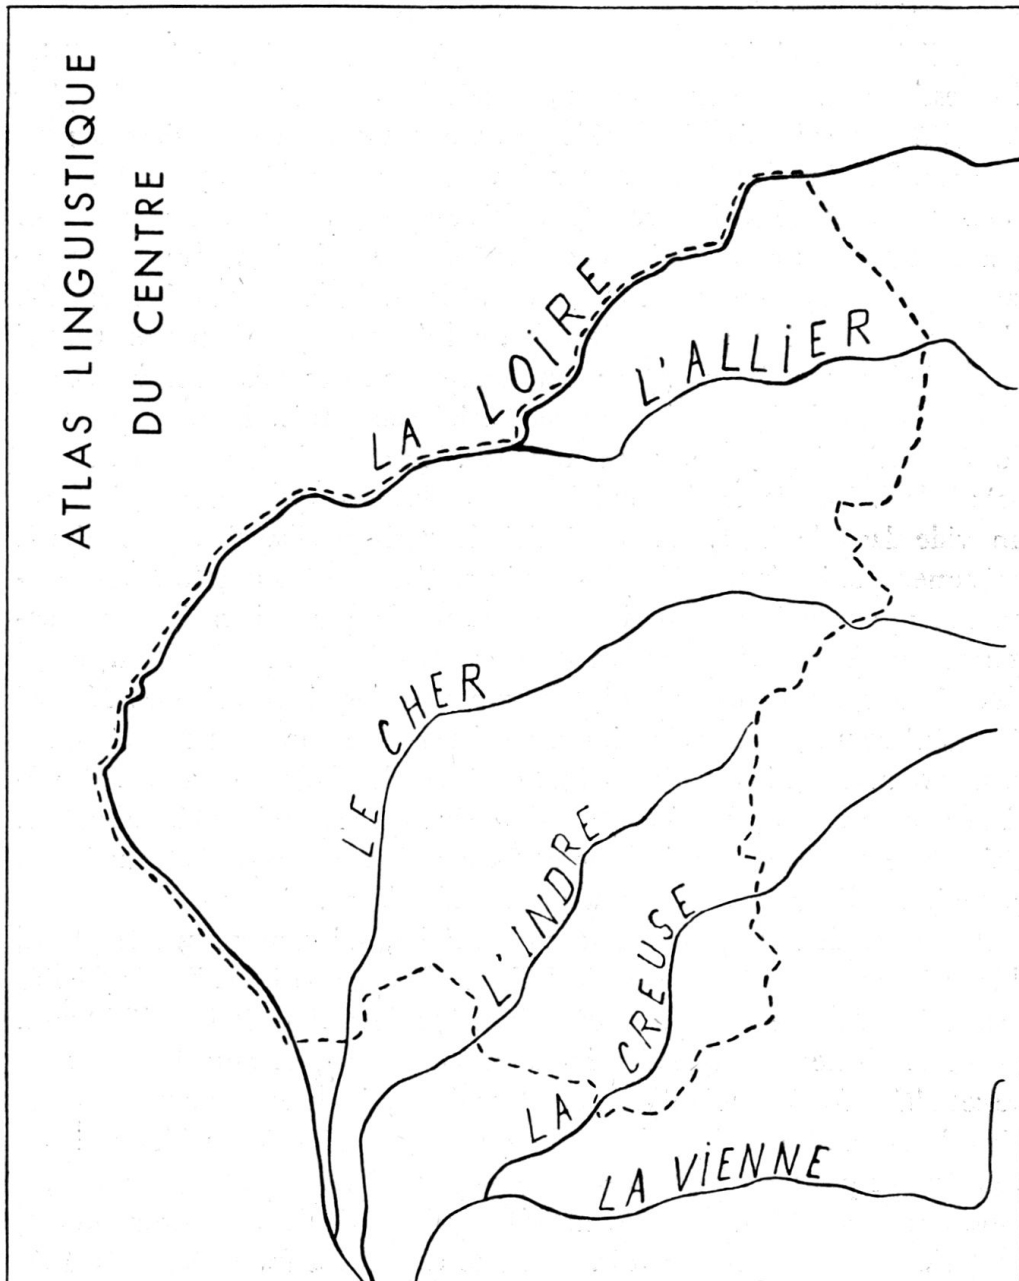 ATLAS LINGUISTIQUE
DU CENTRE
LA LOiRE
L'ALLiER
LE CHER
L'iNDRE
LA CREUSE
LA ViENNE